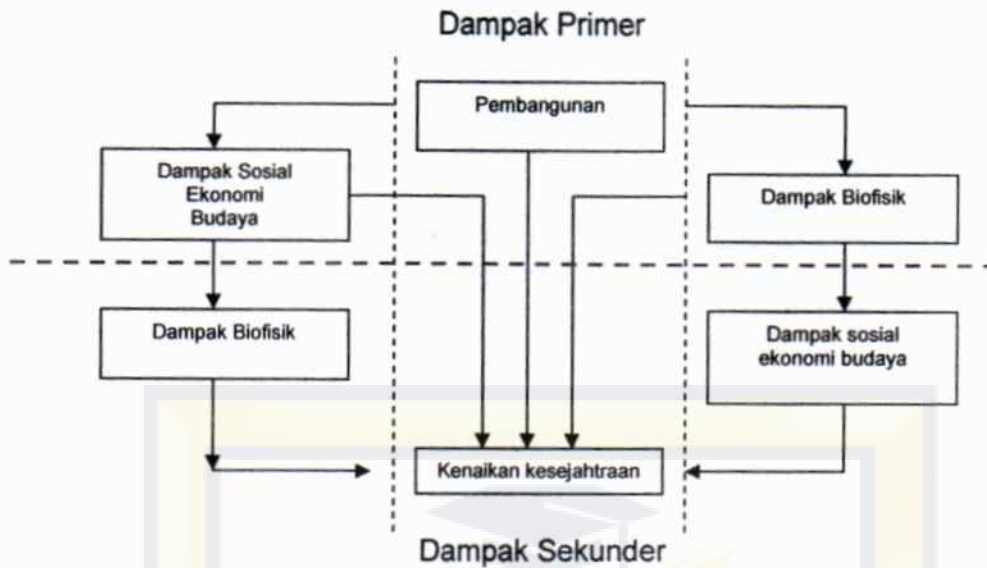 Dampak Primer
Pembangunan
Dampak Sosial
Ekonomi
Budaya
Dampak Biofisik
Dampak Biofisik
Dampak sosial
ekonomi budaya
Kenaikan kesejahtraan
Dampak Sekunder